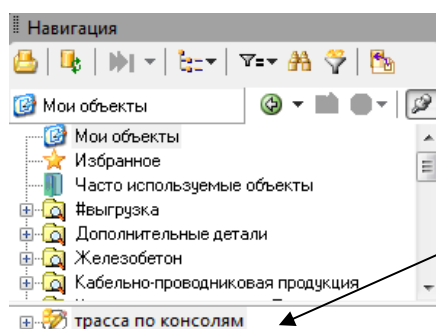 Навигация
Мои объекты
Мои объекты
Избранное
Часто используемые объекты
#выгрузка
Дополнительные детали
Железобетон
Кабельно-проводниковая продукция
трасса по консолям